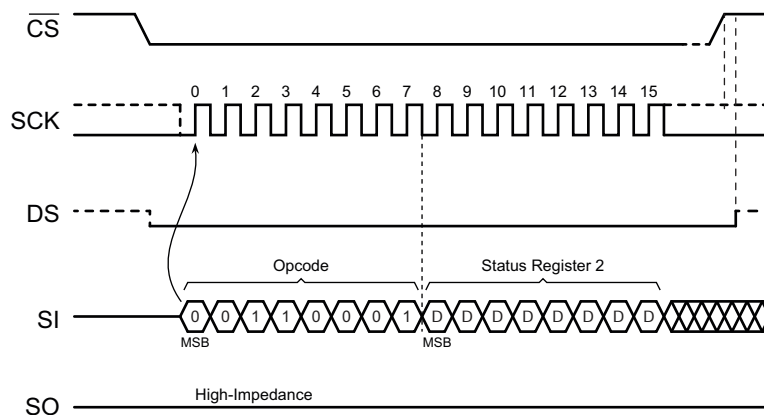 CS
0 1 2 3 4 5 6 7 8 9 10 11 12 13 14 15
SCK
DS
Opcode Status Register 2
SI 0 0 1 1 0 0 0 1 D D D D D D D D
MSB MSB
High-Impedance
SO